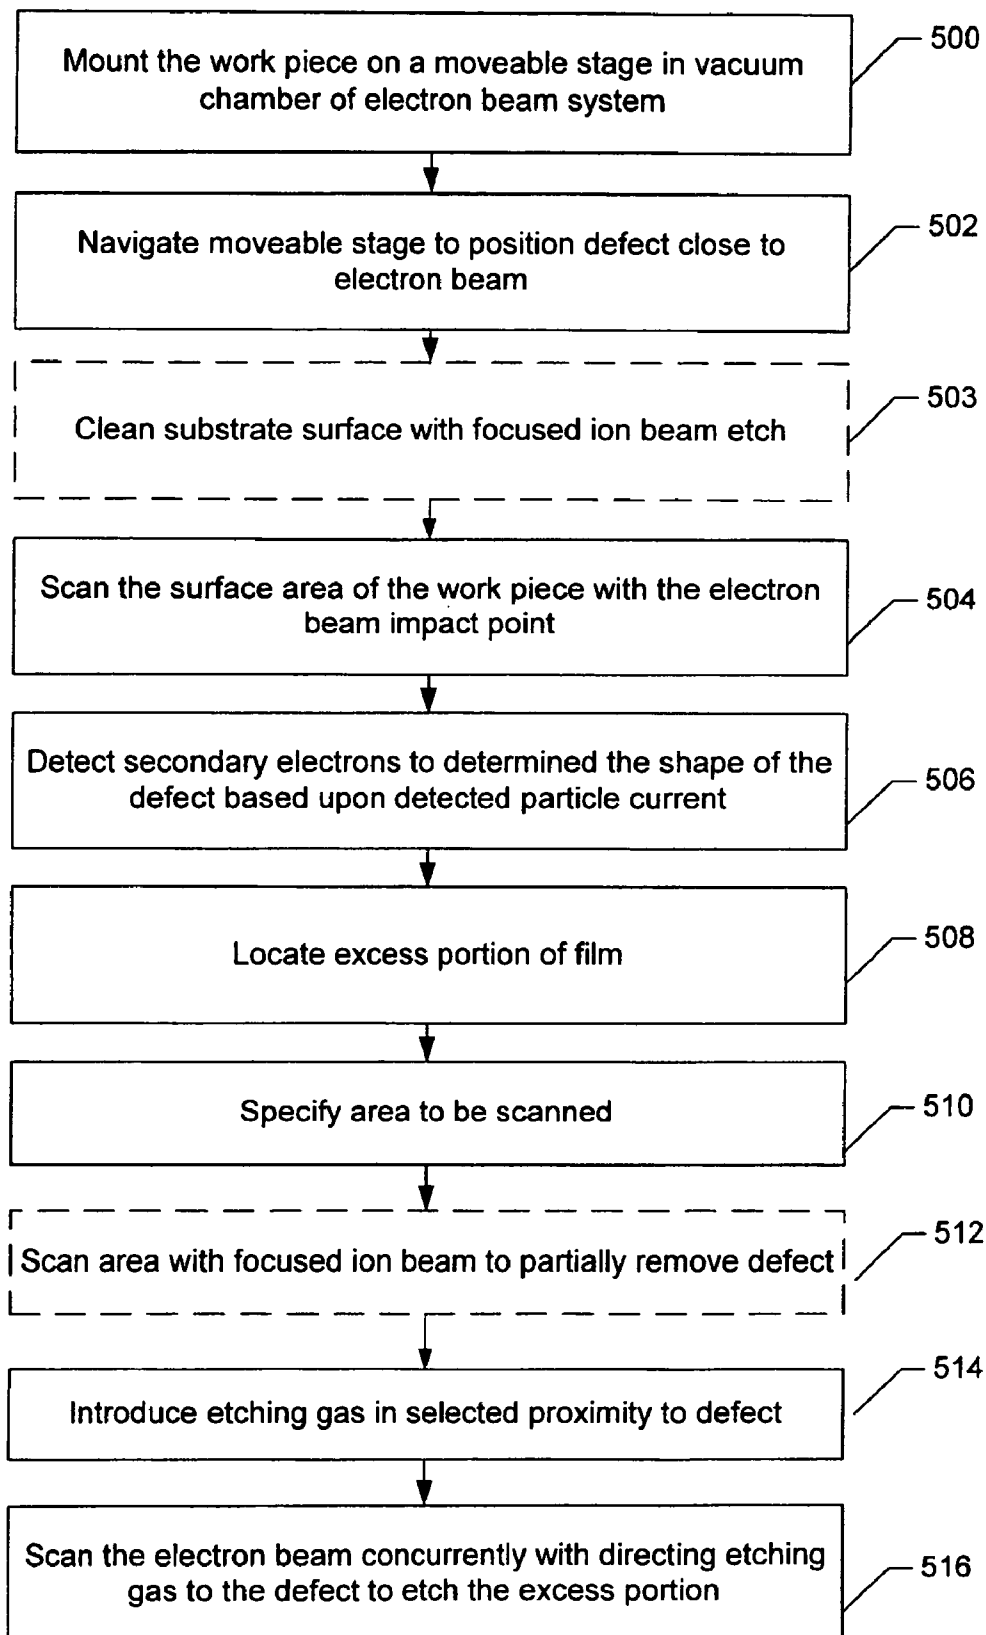 Mount the work piece on a moveable stage in vacuum
chamber of electron beam system
500
Navigate moveable stage to position defect close to
electron beam
502
Clean substrate surface with focused ion beam etch
503
Scan the surface area of the work piece with the electron
beam impact point
504
Detect secondary electrons to determined the shape of the
defect based upon detected particle current
506
Locate excess portion of film
508
Specify area to be scanned
510
Scan area with focused ion beam to partially remove defect
512
Introduce etching gas in selected proximity to defect
514
Scan the electron beam concurrently with directing etching
gas to the defect to etch the excess portion
516